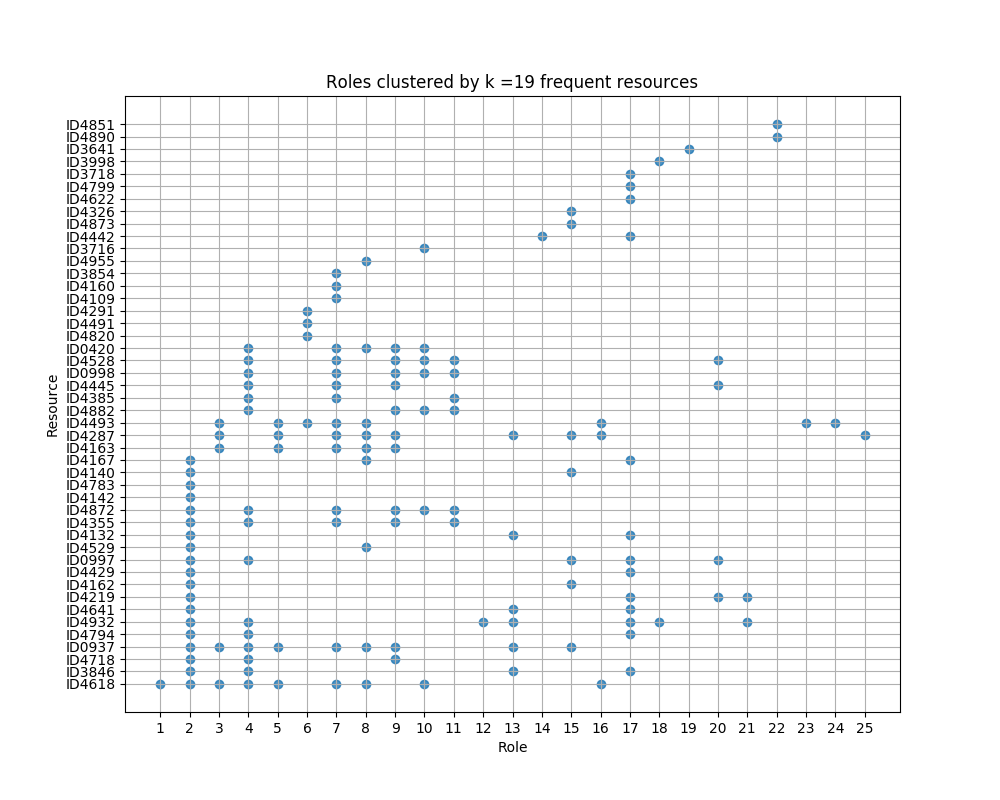 Roles clustered by k =19 frequent resources
ID4851
ID4890
ID3641
ID3998
ID3718
ID4799
ID4622
ID4326
ID4873
ID4442
ID3716
ID4955
ID3854
ID4160
ID4109
ID4291
ID4491
ID4820
ID0420
ID4528
ID0998
ID4445
ID4385
ID4882
ID4493
ID4287
ID4163
ID4167
ID4140
ID4783
ID4142
ID4872
ID4355
ID4132
ID4529
ID0997
ID4429
ID4162
ID4219
ID4641
ID4932
ID4794
ID0937
ID4718
ID3846
ID4618
Resource
1 2 3 4 5 6 7 8 9 10 11 12 13 14 15 16 17 18 19 20 21 22 23 24 25
Role